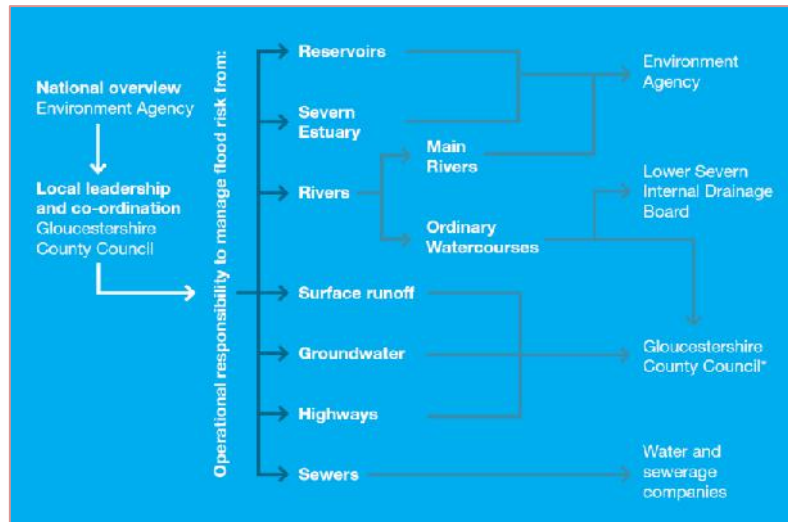 National overview
Environment Agency
Local leadership
and co-ordination
Gloucestershire
County Council
Operational responsibility to manage flood risk from:
Reservoirs
Severn
Estuary
Rivers
Main
Rivers
Ordinary
Watercourses
Surface runoff
Groundwater
Highways
Sewers
Environment
Agency
Lower Severn
Internal Drainage
Board
Gloucestershire
County Council*
Water and
sewerage
companies